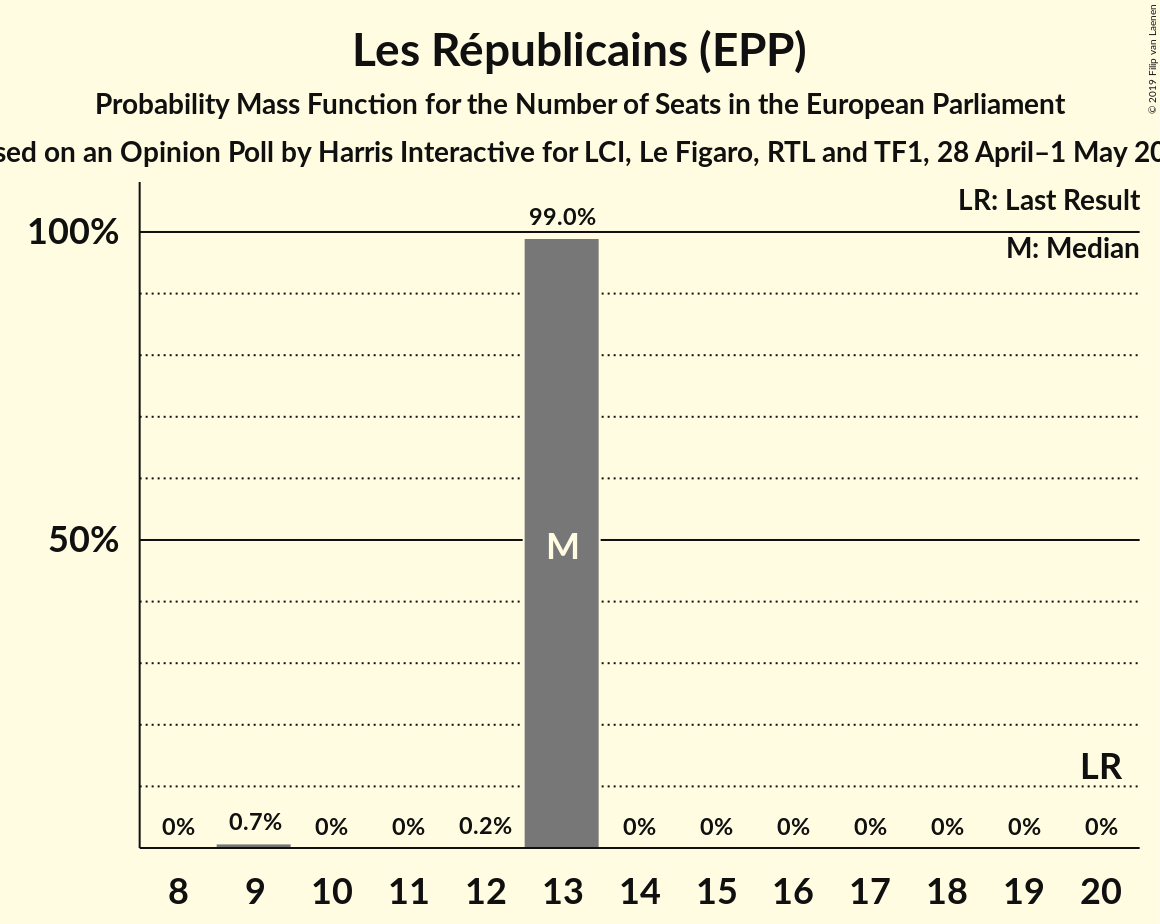 Les Républicains (EPP)
Probability Mass Function for the Number of Seats in the European Parliament
sed on an Opinion Poll by Harris Interactive for LCI, Le Figaro, RTL and TF1, 28 April–1 May 20
© 2019 Filip van Laenen
LR: Last Result
M: Median
100%
50%
99.0%
M
LR
0% 0.7% 0% 0% 0.2% 0% 0% 0% 0% 0% 0% 0%
8 9 10 11 12 13 14 15 16 17 18 19 20